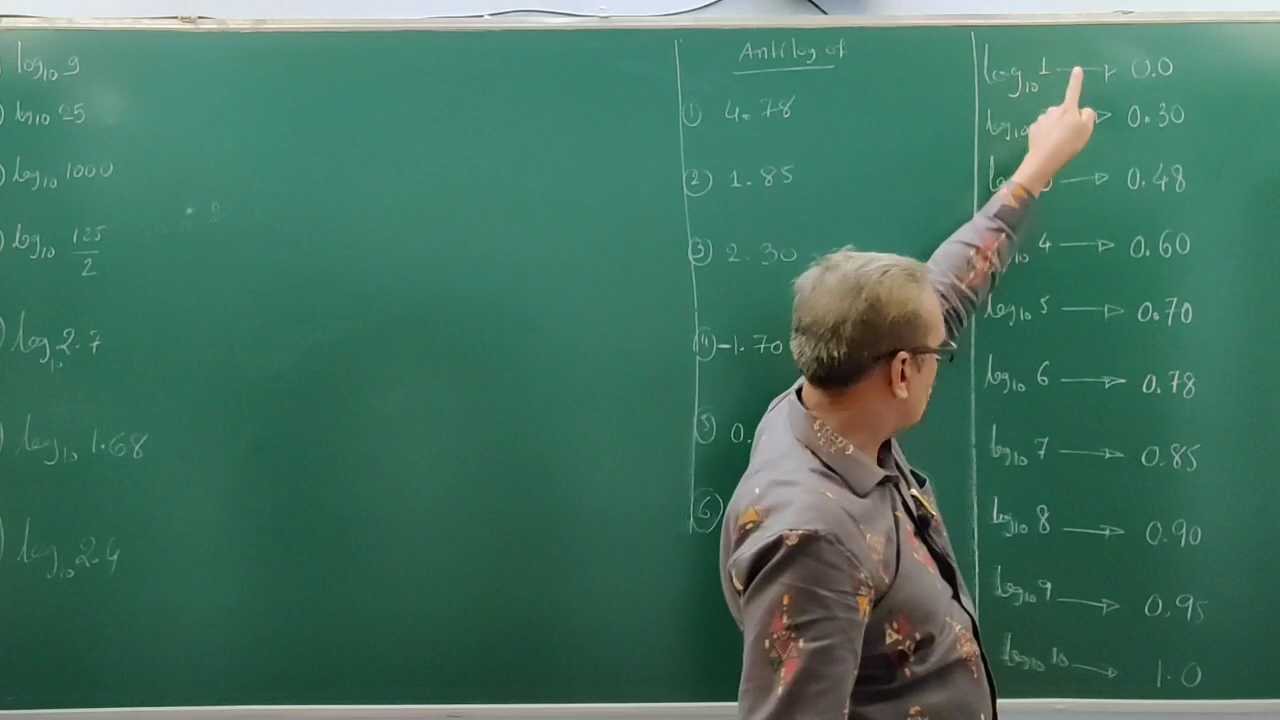 log₁₀ 9
log₁₀ 25
log₁₀ 1000
log₁₀ 125/2
log₁₀ 2.7
log₁₀ 1.68
log₁₀ 2.4
Antilog of
① 4.78
② 1.85
③ 2.30
④ -1.70
⑤ 0.
⑥
log₁₀ 1 → 0.0
log₁₀ → 0.30
→ 0.48
₁₀ 4 → 0.60
log₁₀ 5 → 0.70
log₁₀ 6 → 0.78
log₁₀ 7 → 0.85
log₁₀ 8 → 0.90
log₁₀ 9 → 0.95
log₁₀ 10 → 1.0